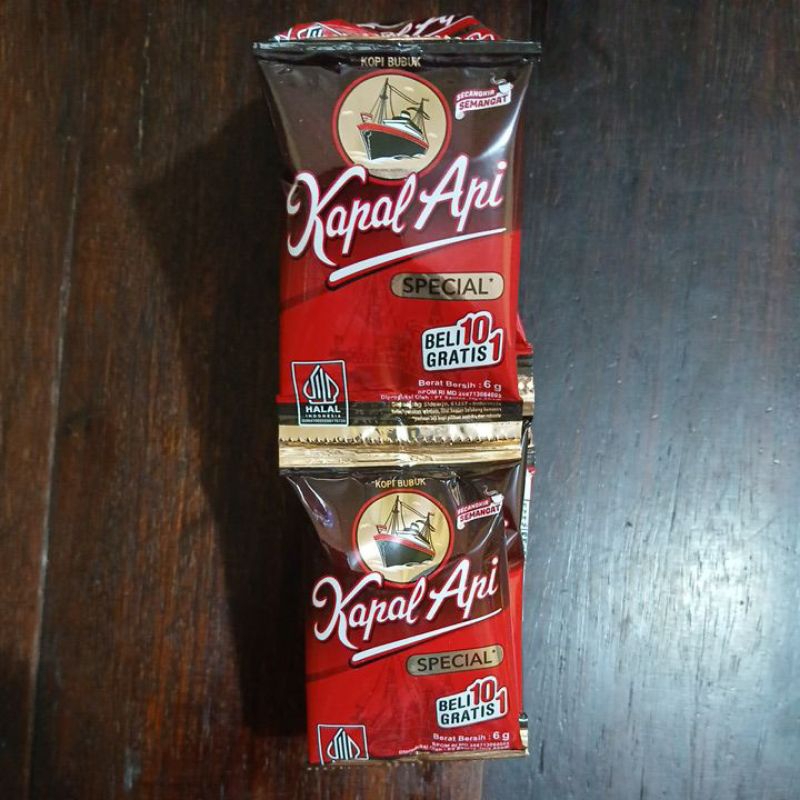 KOPI BUBUK
SECANGKIR
SEMANGAT
Kapal Api
SPECIAL*
BELI 10
GRATIS 1
HALAL
INDONESIA
Berat Bersih : 6 g
KOPI BUBUK
SECANGKIR
SEMANGAT
Kapal Api
SPECIAL*
BELI 10
GRATIS 1
Berat Bersih : 6 g